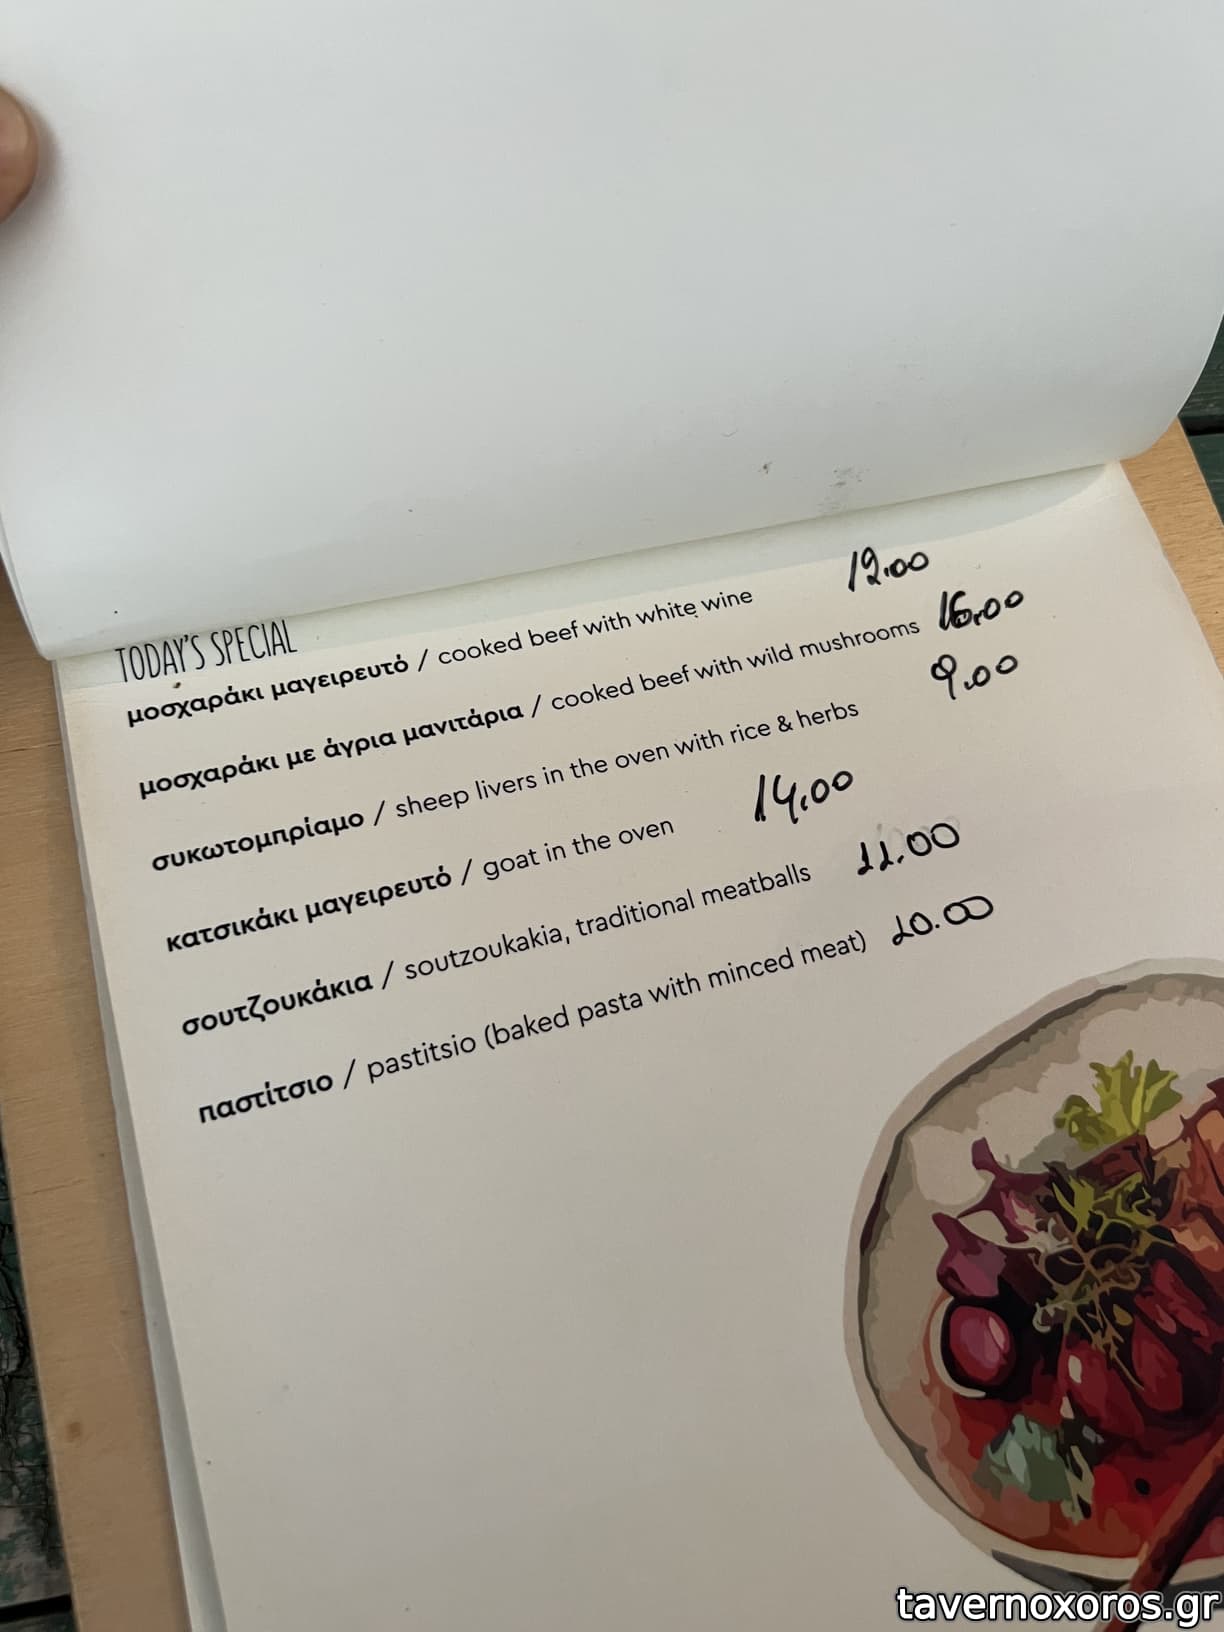 TODAY'S SPECIAL
μοσχαράκι μαγειρευτό / cooked beef with white wine 12.00
μοσχαράκι με άγρια μανιτάρια / cooked beef with wild mushrooms 16.00
συκωτομπρίαμο / sheep livers in the oven with rice & herbs 9.00
κατσικάκι μαγειρευτό / goat in the oven 14.00
σουτζουκάκια / soutzoukakia, traditional meatballs 11.00
παστίτσιο / pastitsio (baked pasta with minced meat) 10.00
tavernoxoros.gr